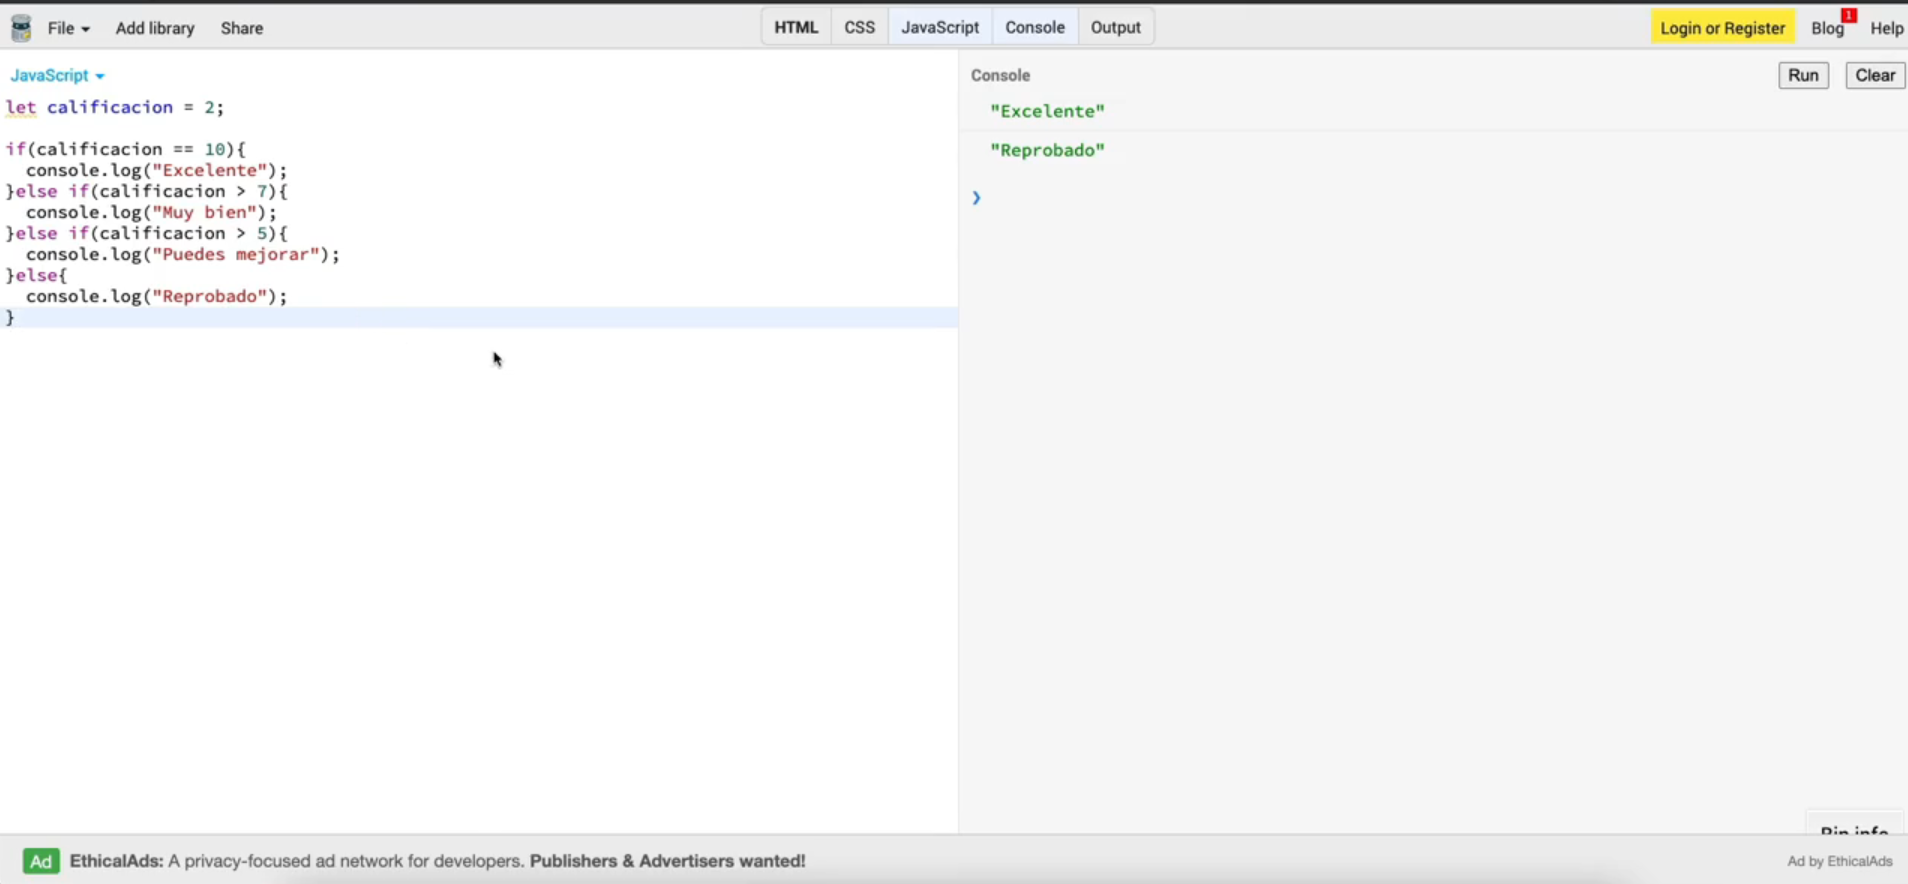 File Add library Share HTML CSS JavaScript Console Output Login or Register Blog 1 Help
JavaScript
let calificacion = 2;
if(calificacion == 10){
console.log("Excelente");
}else if(calificacion > 7){
console.log("Muy bien");
}else if(calificacion > 5){
console.log("Puedes mejorar");
}else{
console.log("Reprobado");
}
Console Run Clear
"Excelente"
"Reprobado"
❯
Bin info
Ad EthicalAds: A privacy-focused ad network for developers. Publishers & Advertisers wanted! Ad by EthicalAds